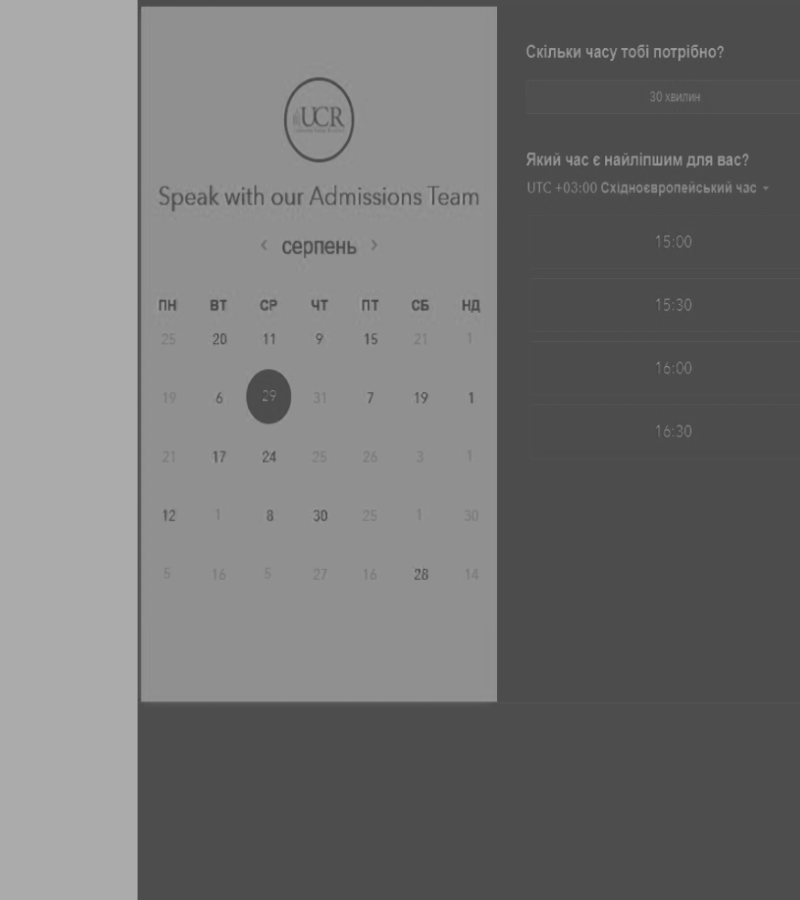 UCR
Speak with our Admissions Team
‹ серпень ›
ПН ВТ СР ЧТ ПТ СБ НД
25 20 11 9 15 21 1
19 6 29 31 7 19 1
21 17 24 25 26 3 1
12 1 8 30 25 1 30
5 16 5 27 16 28 14
Скільки часу тобі потрібно?
30 хвилин
Який час є найліпшим для вас?
UTC +03:00 Східноєвропейський час
15:00
15:30
16:00
16:30